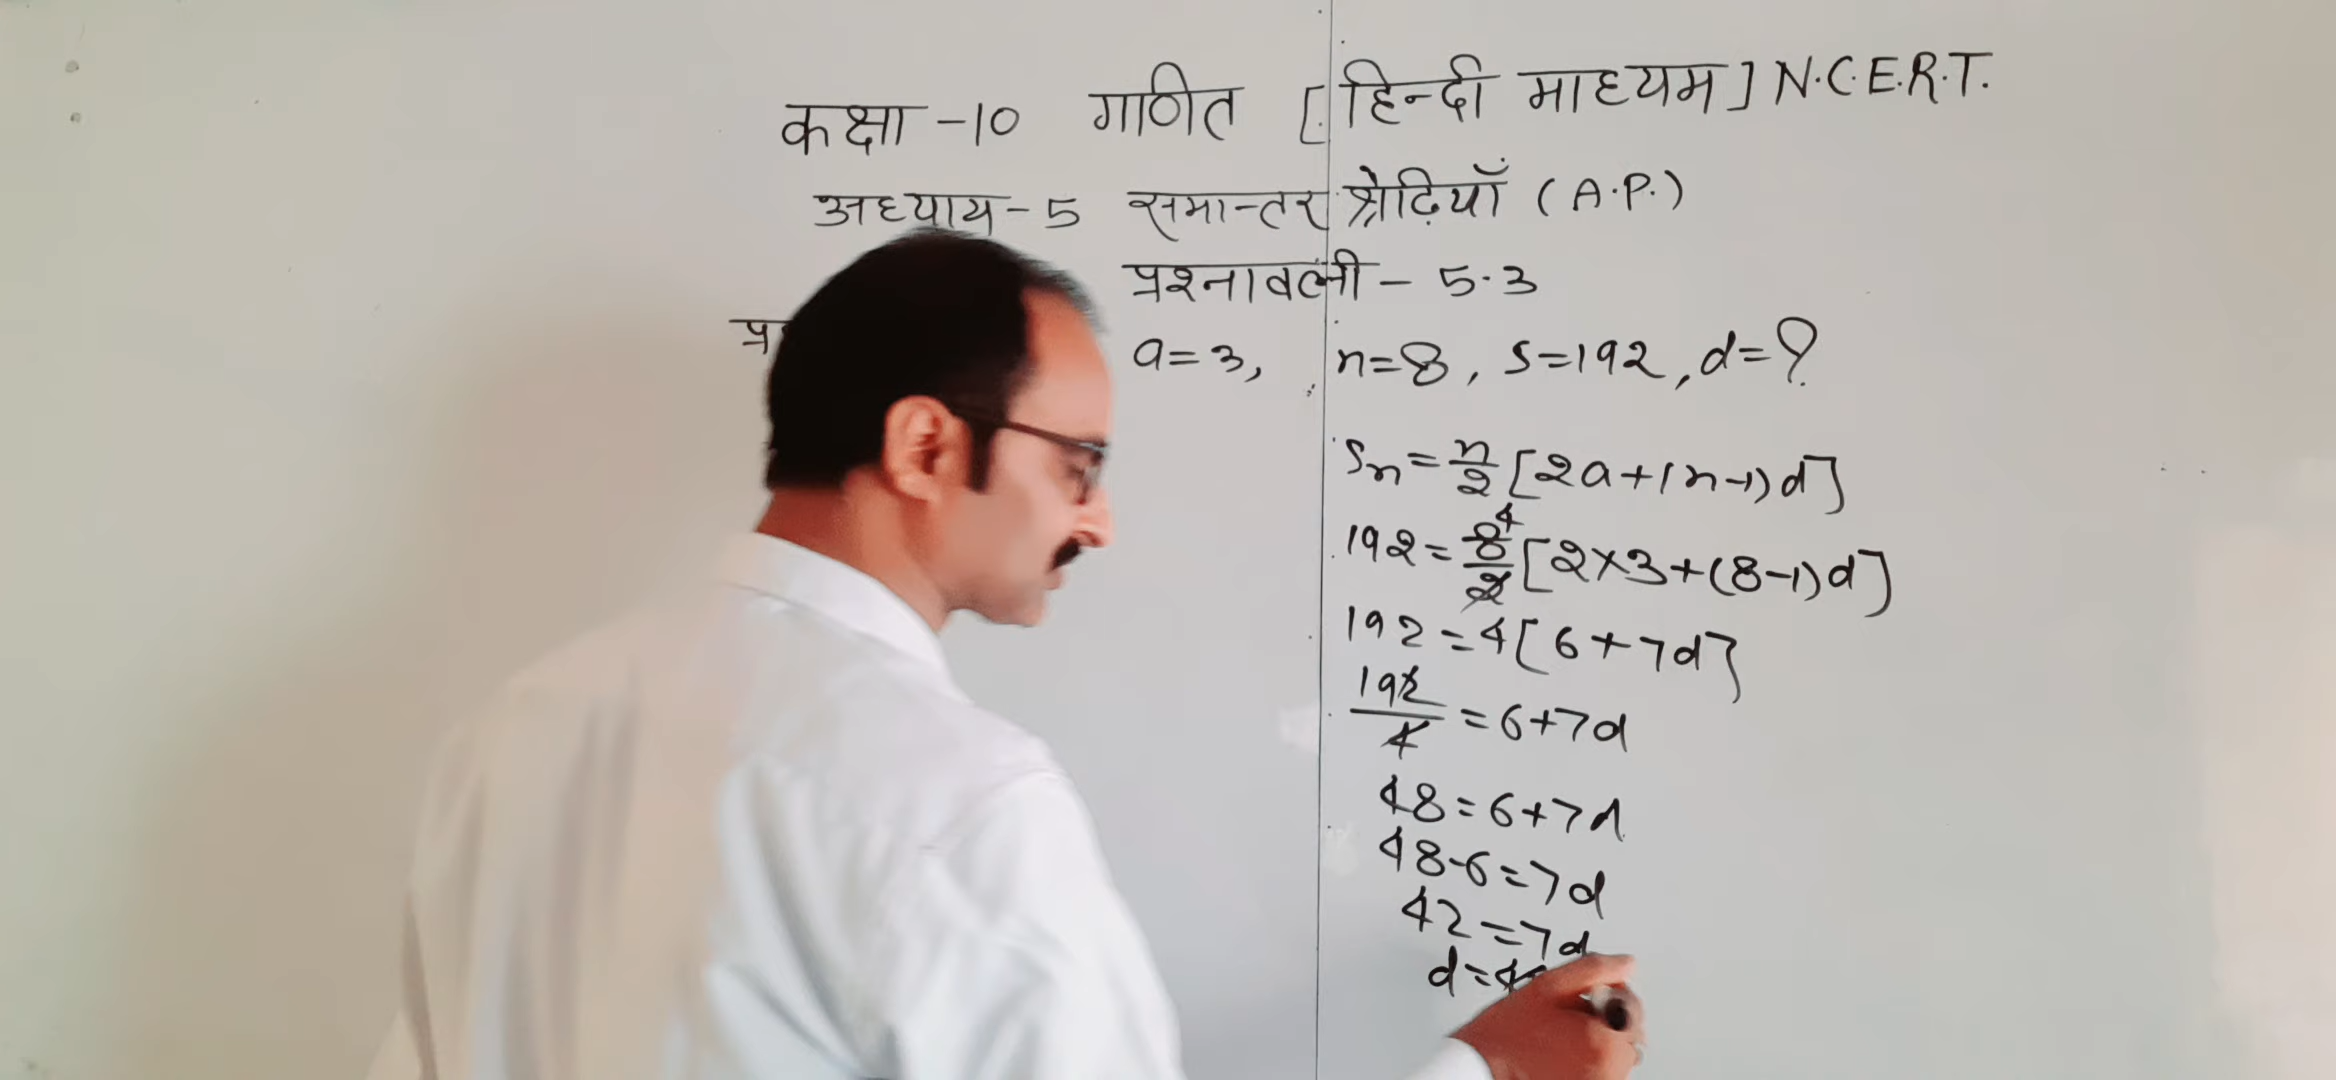 कक्षा -10 गणित [हिन्दी माध्यम] N.C.E.R.T.
अध्याय-5 समान्तर श्रेढ़ियाँ (A.P.)
प्रश्नावली - 5.3
a=3, n=8, S=192, d=?
Sn = n/2 [2a+(n-1)d]
192 = 8/2 4 [2×3+(8-1)d]
192 = 4[6+7d]
192/4 = 6+7d
48 = 6+7d
48-6=7d
42 = 7d
d=